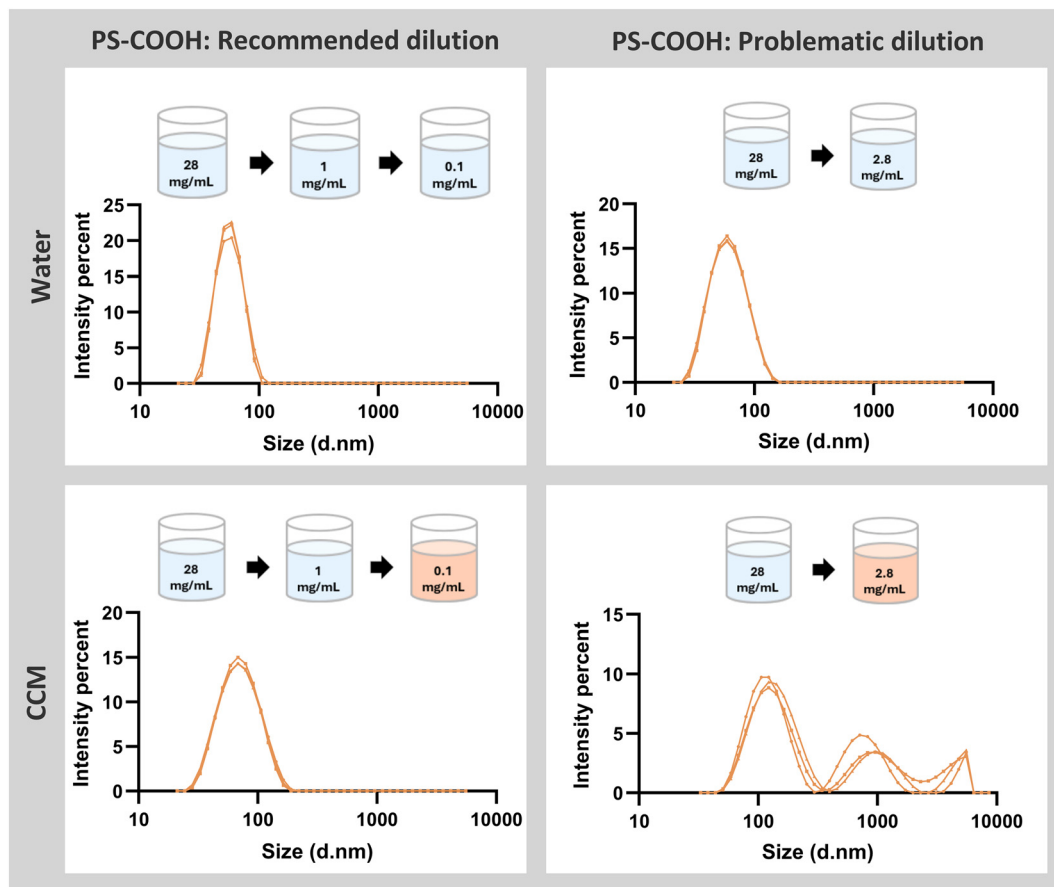 PS-COOH: Recommended dilution
PS-COOH: Problematic dilution
Water
28
mg/mL
1
mg/mL
0.1
mg/mL
Intensity percent
25
20
15
10
5
0
10
100
1000
10000
Size (d.nm)
28
mg/mL
2.8
mg/mL
Intensity percent
20
15
10
5
0
10
100
1000
10000
Size (d.nm)
CCM
28
mg/mL
1
mg/mL
0.1
mg/mL
Intensity percent
20
15
10
5
0
10
100
1000
10000
Size (d.nm)
28
mg/mL
2.8
mg/mL
Intensity percent
15
10
5
0
10
100
1000
10000
Size (d.nm)